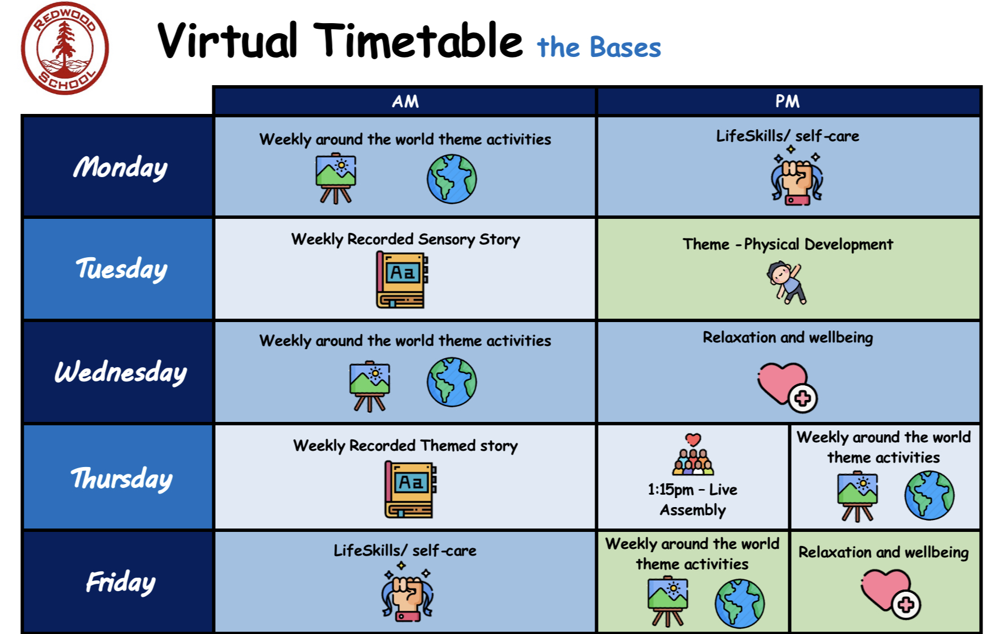 REDWOOD
SCHOOL
Virtual Timetable the Bases
AM
PM
Monday
Weekly around the world theme activities
LifeSkills/ self-care
Tuesday
Weekly Recorded Sensory Story
Aa
Theme -Physical Development
Wednesday
Weekly around the world theme activities
Relaxation and wellbeing
Thursday
Weekly Recorded Themed story
Aa
1:15pm – Live
Assembly
Weekly around the world
theme activities
Friday
LifeSkills/ self-care
Weekly around the world
theme activities
Relaxation and wellbeing